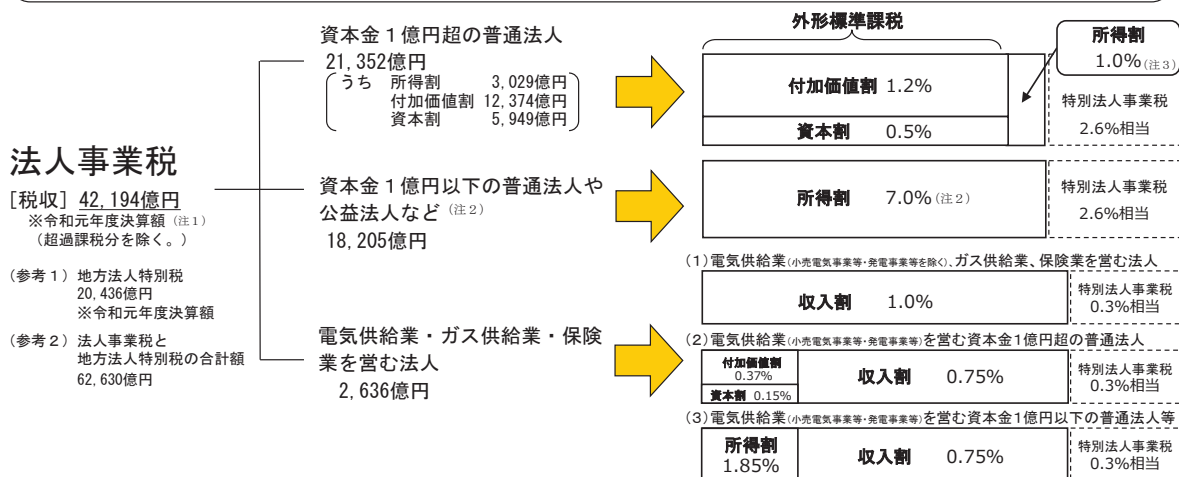 法人事業税
[税収] 42,194億円
※令和元年度決算額 (注1)
(超過課税分を除く。)
(参考1) 地方法人特別税
20,436億円
※令和元年度決算額
(参考2) 法人事業税と
地方法人特別税の合計額
62,630億円
資本金1億円超の普通法人
21,352億円
うち 所得割 3,029億円
付加価値割 12,374億円
資本割 5,949億円
外形標準課税
付加価値割 1.2%
資本割 0.5%
所得割
1.0%(注3)
特別法人事業税
2.6%相当
資本金1億円以下の普通法人や
公益法人など (注2)
18,205億円
所得割 7.0%(注2)
特別法人事業税
2.6%相当
電気供給業・ガス供給業・保険
業を営む法人
2,636億円
(1)電気供給業(小売電気事業等・発電事業等を除く)、ガス供給業、保険業を営む法人
収入割 1.0%
特別法人事業税
0.3%相当
(2)電気供給業(小売電気事業等・発電事業等)を営む資本金1億円超の普通法人
付加価値割
0.37%
資本割 0.15%
収入割 0.75%
特別法人事業税
0.3%相当
(3)電気供給業(小売電気事業等・発電事業等)を営む資本金1億円以下の普通法人等
所得割
1.85%
収入割 0.75%
特別法人事業税
0.3%相当